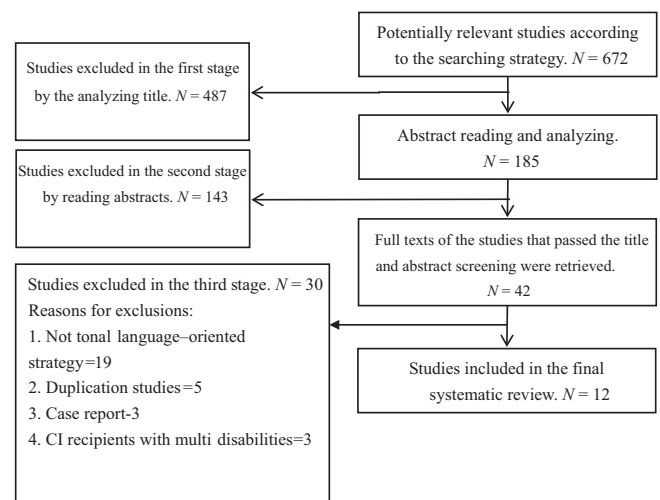 Potentially relevant studies according
to the searching strategy. N = 672
Studies excluded in the first stage
by the analyzing title. N = 487
Abstract reading and analyzing.
N = 185
Studies excluded in the second stage
by reading abstracts. N = 143
Full texts of the studies that passed the title
and abstract screening were retrieved.
N = 42
Studies excluded in the third stage. N = 30
Reasons for exclusions:
1. Not tonal language–oriented
strategy=19
2. Duplication studies=5
3. Case report-3
4. CI recipients with multi disabilities=3
Studies included in the final
systematic review. N = 12